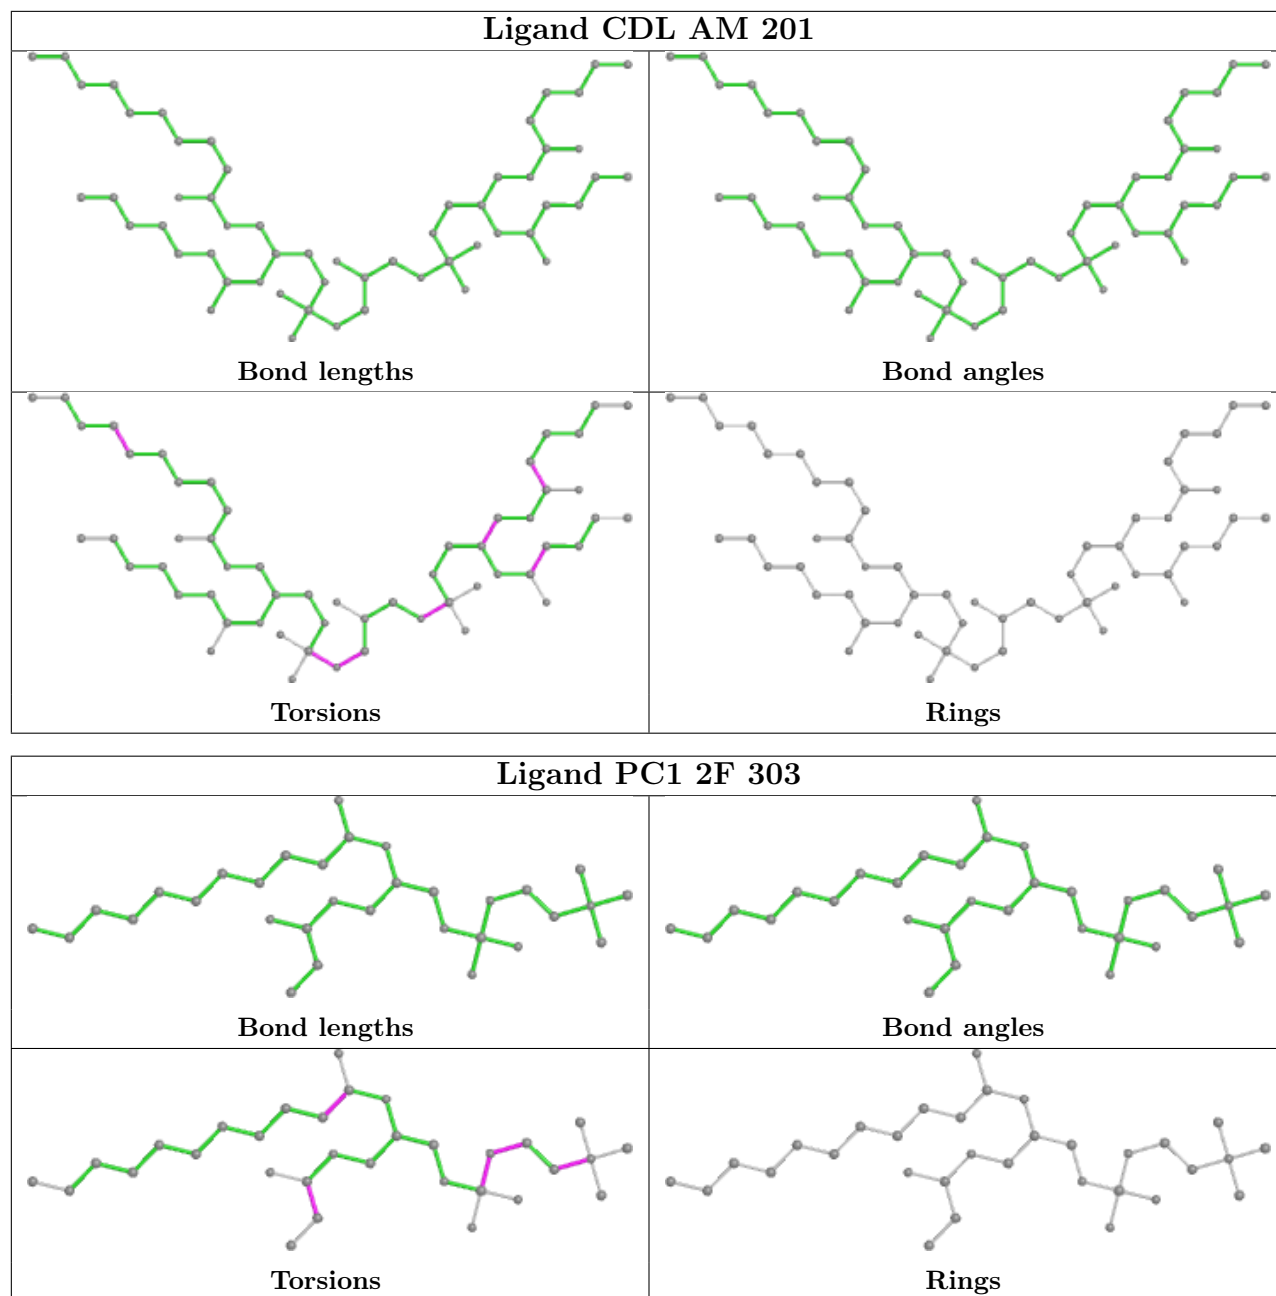 Ligand CDL AM 201
Bond lengths
Bond angles
Torsions
Rings
Ligand PC1 2F 303
Bond lengths
Bond angles
Torsions
Rings